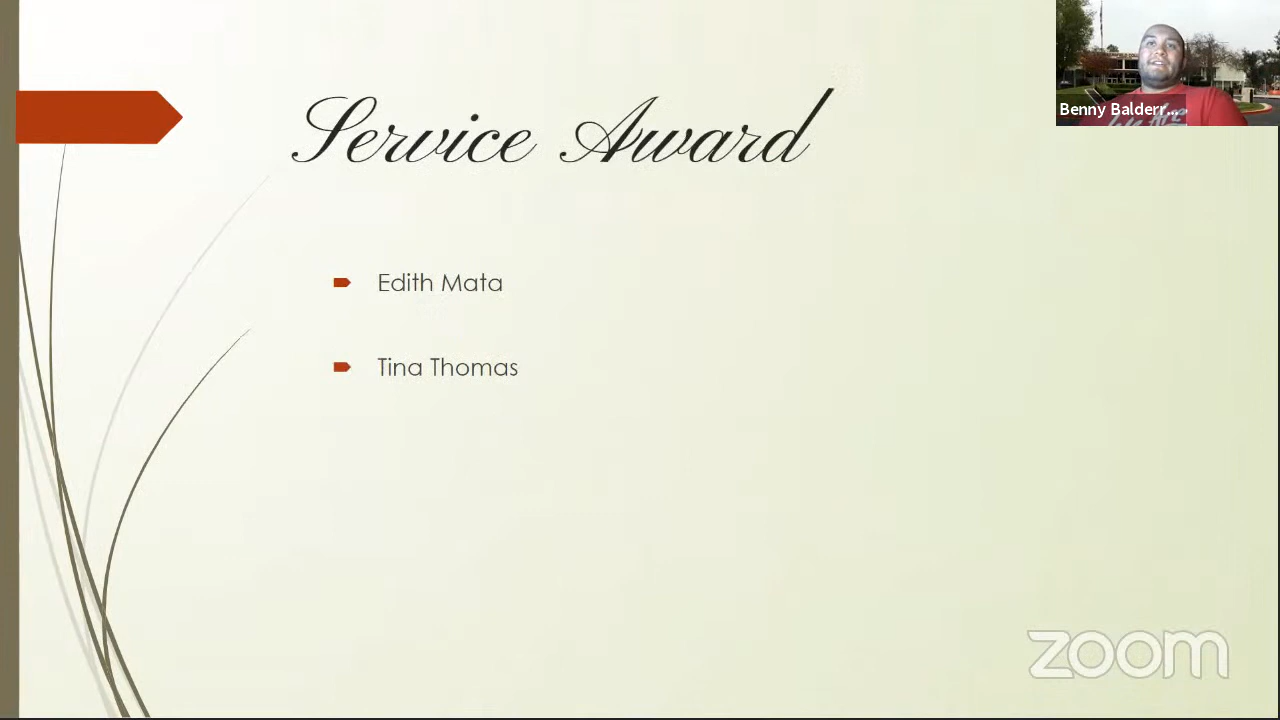 Service Award
Benny Balderr...
Edith Mata
Tina Thomas
zoom